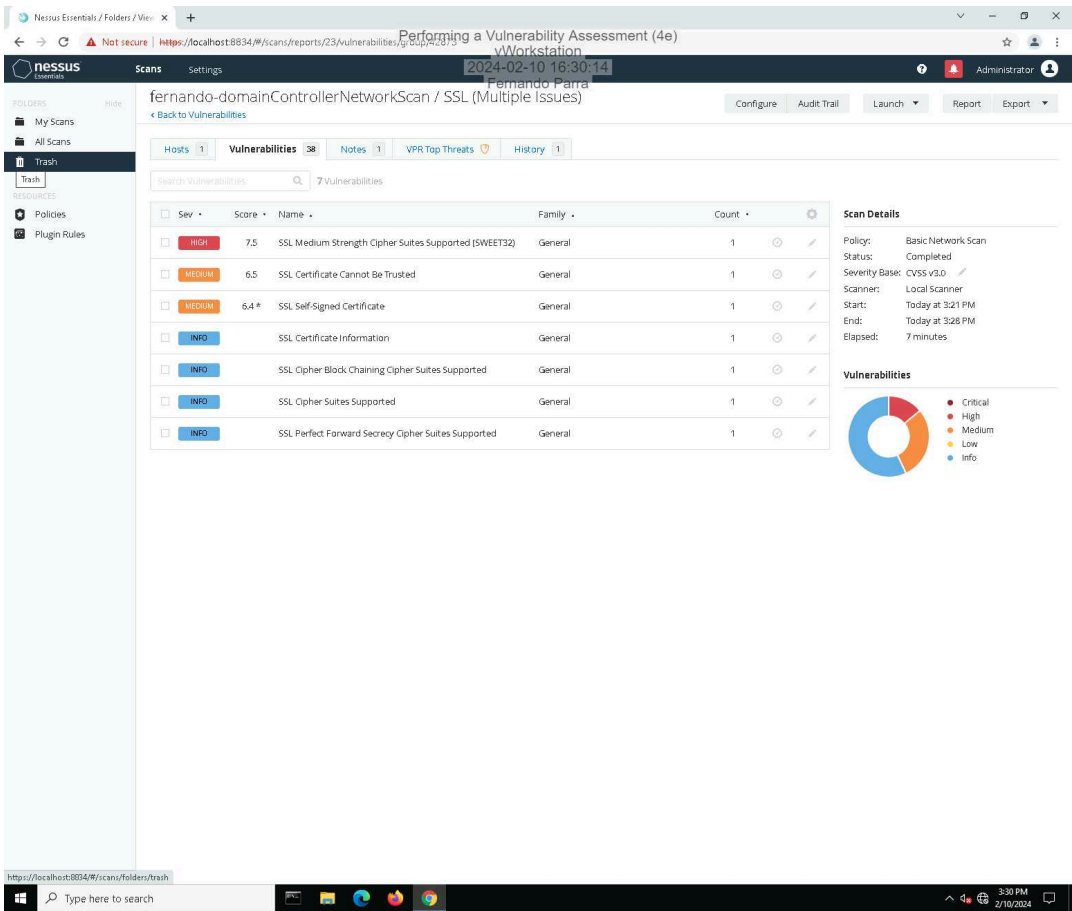 Nessus Essentials / Folders / View
Not secure | https://localhost:8834/#/scans/reports/23/vulnerabilities/group/42873
Performing a Vulnerability Assessment (4e)
vWorkstation
2024-02-10 16:30:14
Fernando Parra
nessus
Essentials
Scans
Settings
Administrator
FOLDERS
Hide
My Scans
All Scans
Trash
Trash
RESOURCES
Policies
Plugin Rules
fernando-domainControllerNetworkScan / SSL (Multiple Issues)
‹ Back to Vulnerabilities
Configure
Audit Trail
Launch
Report
Export
Hosts 1
Vulnerabilities 38
Notes 1
VPR Top Threats
History 1
Search Vulnerabilities
7 Vulnerabilities
Sev Score Name Family Count
HIGH 7.5 SSL Medium Strength Cipher Suites Supported (SWEET32) General 1
MEDIUM 6.5 SSL Certificate Cannot Be Trusted General 1
MEDIUM 6.4 * SSL Self-Signed Certificate General 1
INFO SSL Certificate Information General 1
INFO SSL Cipher Block Chaining Cipher Suites Supported General 1
INFO SSL Cipher Suites Supported General 1
INFO SSL Perfect Forward Secrecy Cipher Suites Supported General 1
Scan Details
Policy: Basic Network Scan
Status: Completed
Severity Base: CVSS v3.0
Scanner: Local Scanner
Start: Today at 3:21 PM
End: Today at 3:28 PM
Elapsed: 7 minutes
Vulnerabilities
Critical
High
Medium
Low
Info
https://localhost:8834/#/scans/folders/trash
Type here to search
3:30 PM
2/10/2024